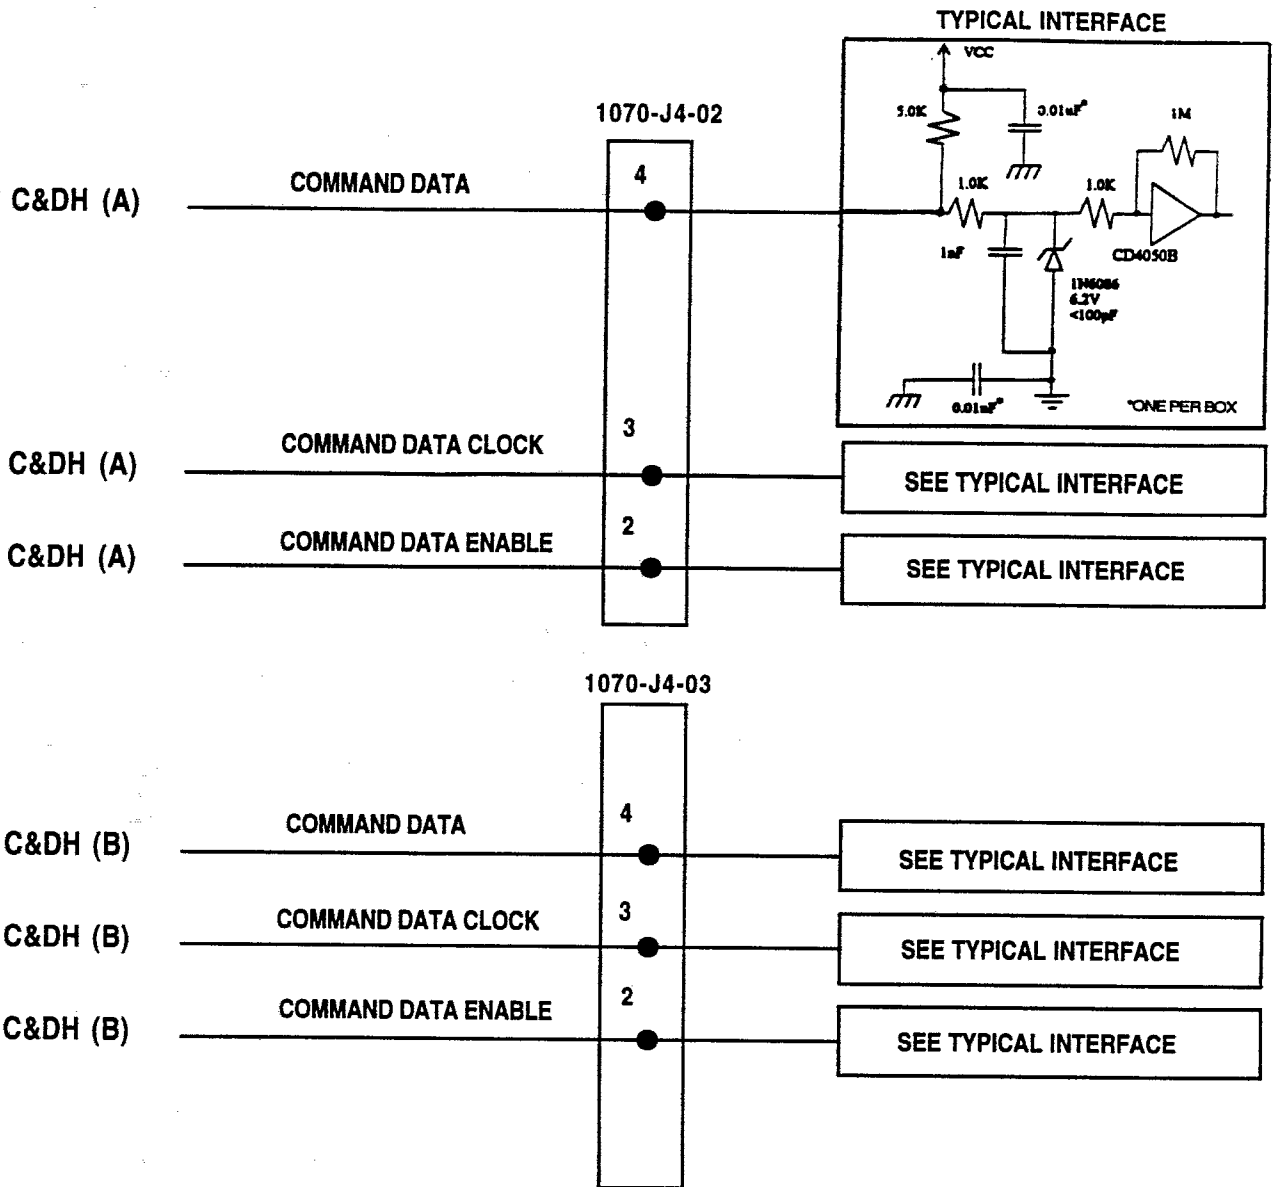 TYPICAL INTERFACE
VCC
1070-J4-02
5.0K
0.01uF*
1M
C&DH (A)
COMMAND DATA
4
1.0K
1.0K
1nF
CD4050B
1N6086
6.2V
<100pF
0.01uF*
*ONE PER BOX
C&DH (A)
COMMAND DATA CLOCK
3
SEE TYPICAL INTERFACE
C&DH (A)
COMMAND DATA ENABLE
2
SEE TYPICAL INTERFACE
1070-J4-03
C&DH (B)
COMMAND DATA
4
SEE TYPICAL INTERFACE
C&DH (B)
COMMAND DATA CLOCK
3
SEE TYPICAL INTERFACE
C&DH (B)
COMMAND DATA ENABLE
2
SEE TYPICAL INTERFACE